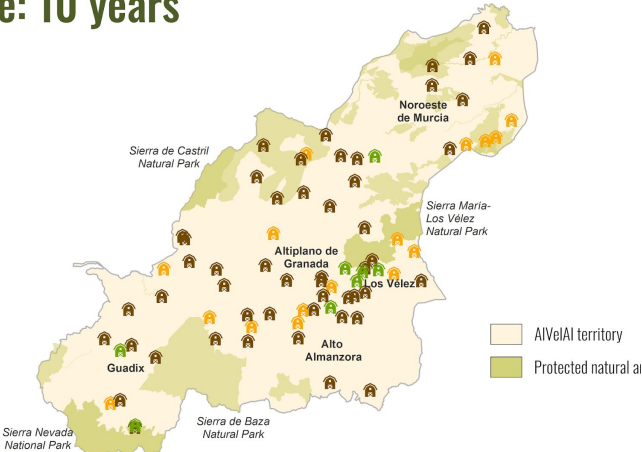 e: 10 years
Noroeste
de Murcia
Sierra de Castril
Natural Park
Sierra María-
Los Vélez
Natural Park
Altiplano de
Granada
Los Vélez
AlVelAl territory
Alto
Almanzora
Protected natural ar
Guadix
Sierra de Baza
Natural Park
Sierra Nevada
National Park